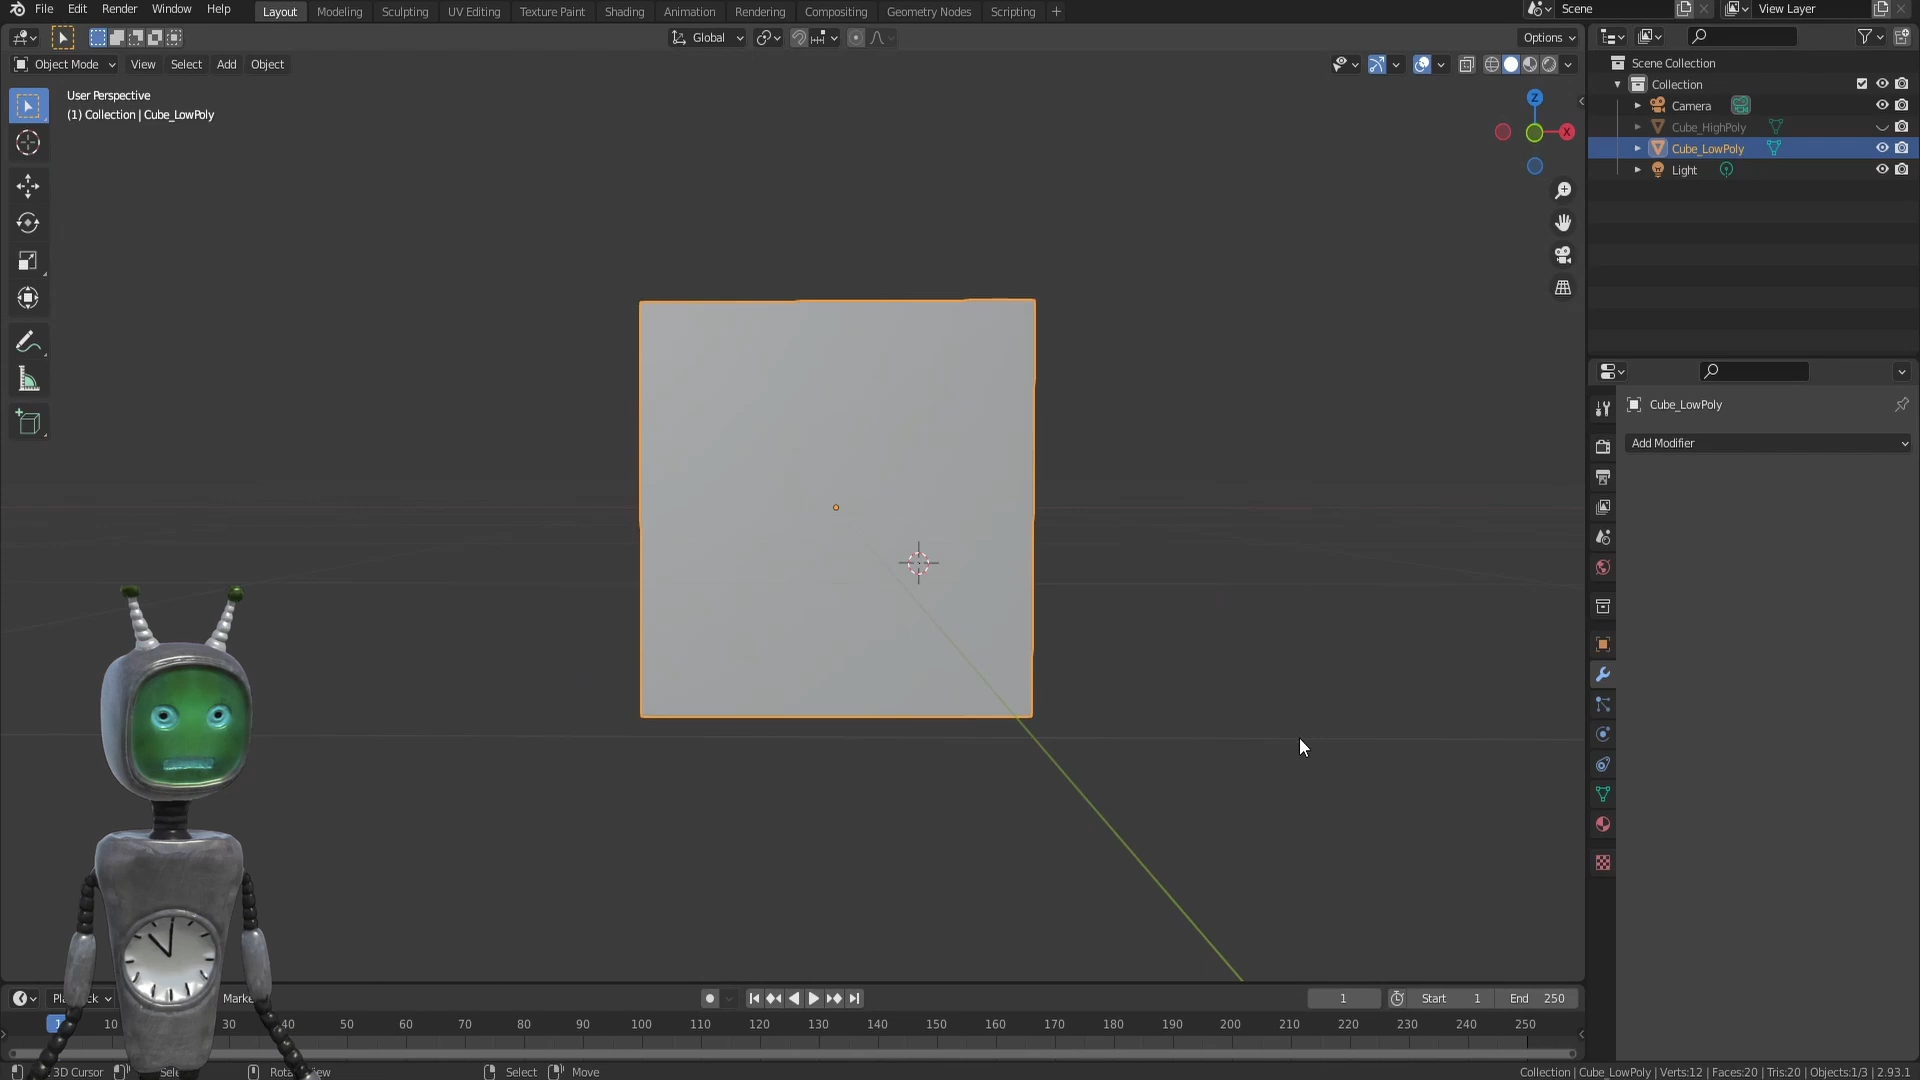 File Edit Render Window Help Layout Modeling Sculpting UV Editing Texture Paint Shading Animation Rendering Compositing Geometry Nodes Scripting + Scene View Layer
Global Options
Object Mode View Select Add Object
User Perspective
(1) Collection | Cube_LowPoly
Z
X
Scene Collection
Collection
Camera
Cube_HighPoly
Cube_LowPoly
Light
Cube_LowPoly
Add Modifier
Marke
1 Start 1 End 250
1 10 30 40 50 60 70 80 90 100 110 120 130 140 150 160 170 180 190 200 210 220 230 240 250
3D Cursor Select Move
Collection | Cube_LowPoly | Verts:12 | Faces:20 | Tris:20 | Objects:1/3 | 2.93.1